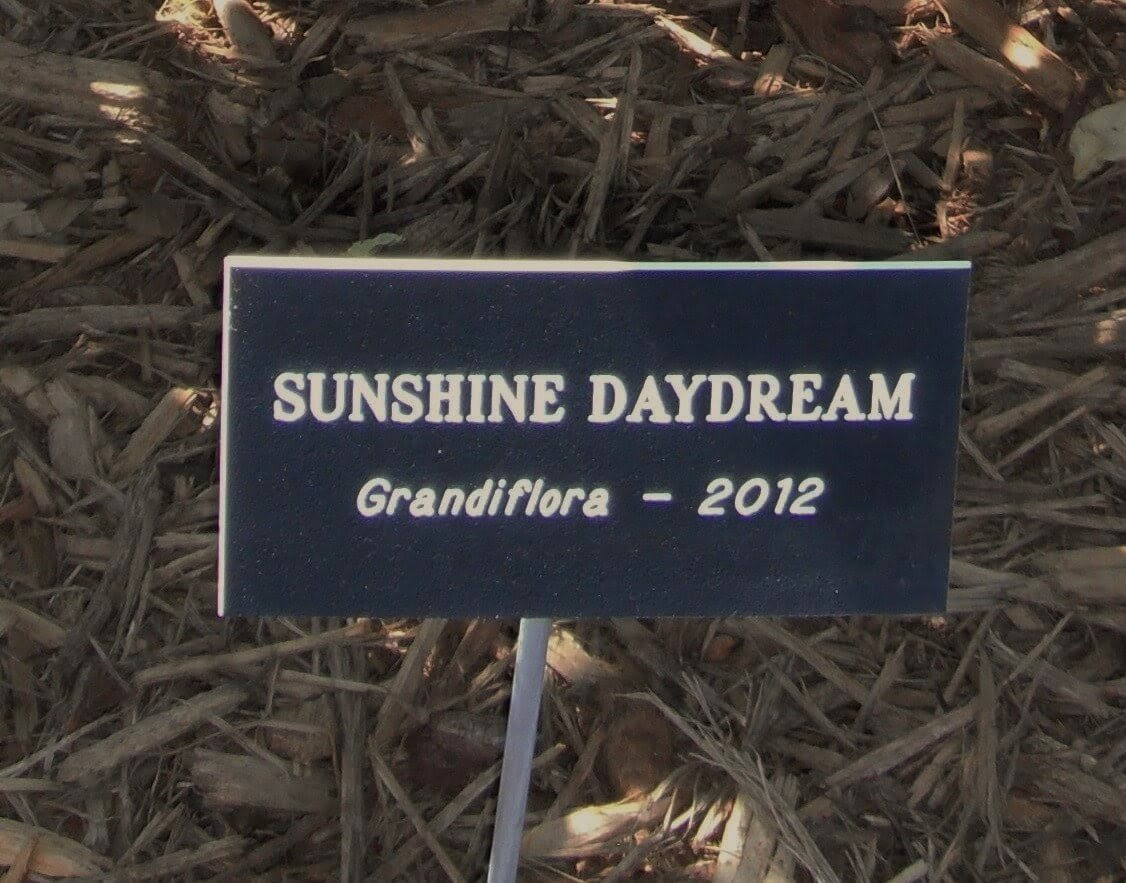 SUNSHINE DAYDREAM
Grandiflora - 2012